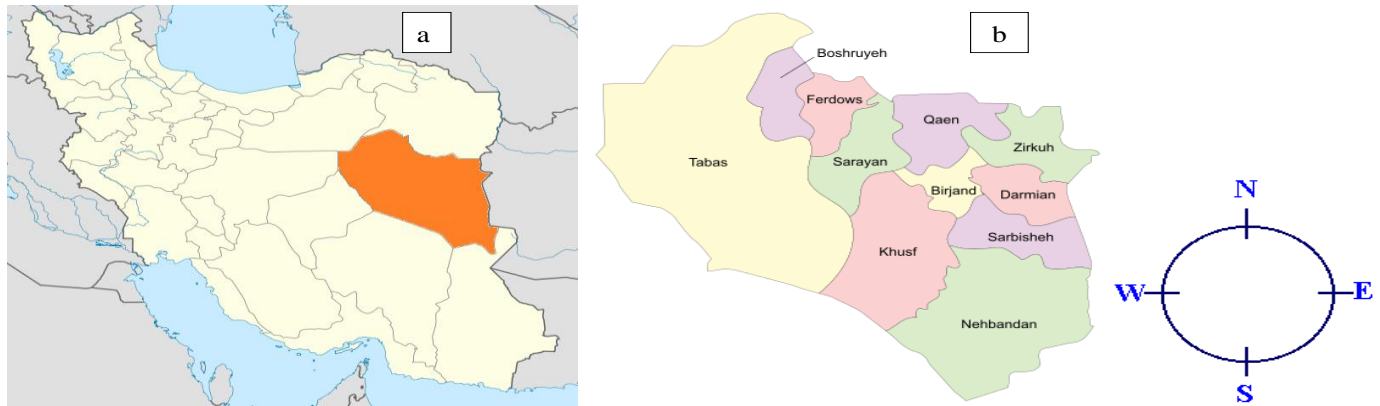 a
b
Boshruyeh
Ferdows
Qaen
Zirkuh
Tabas
Sarayan
Birjand
Darmian
Sarbisheh
Khusf
Nehbandan
N
W
E
S